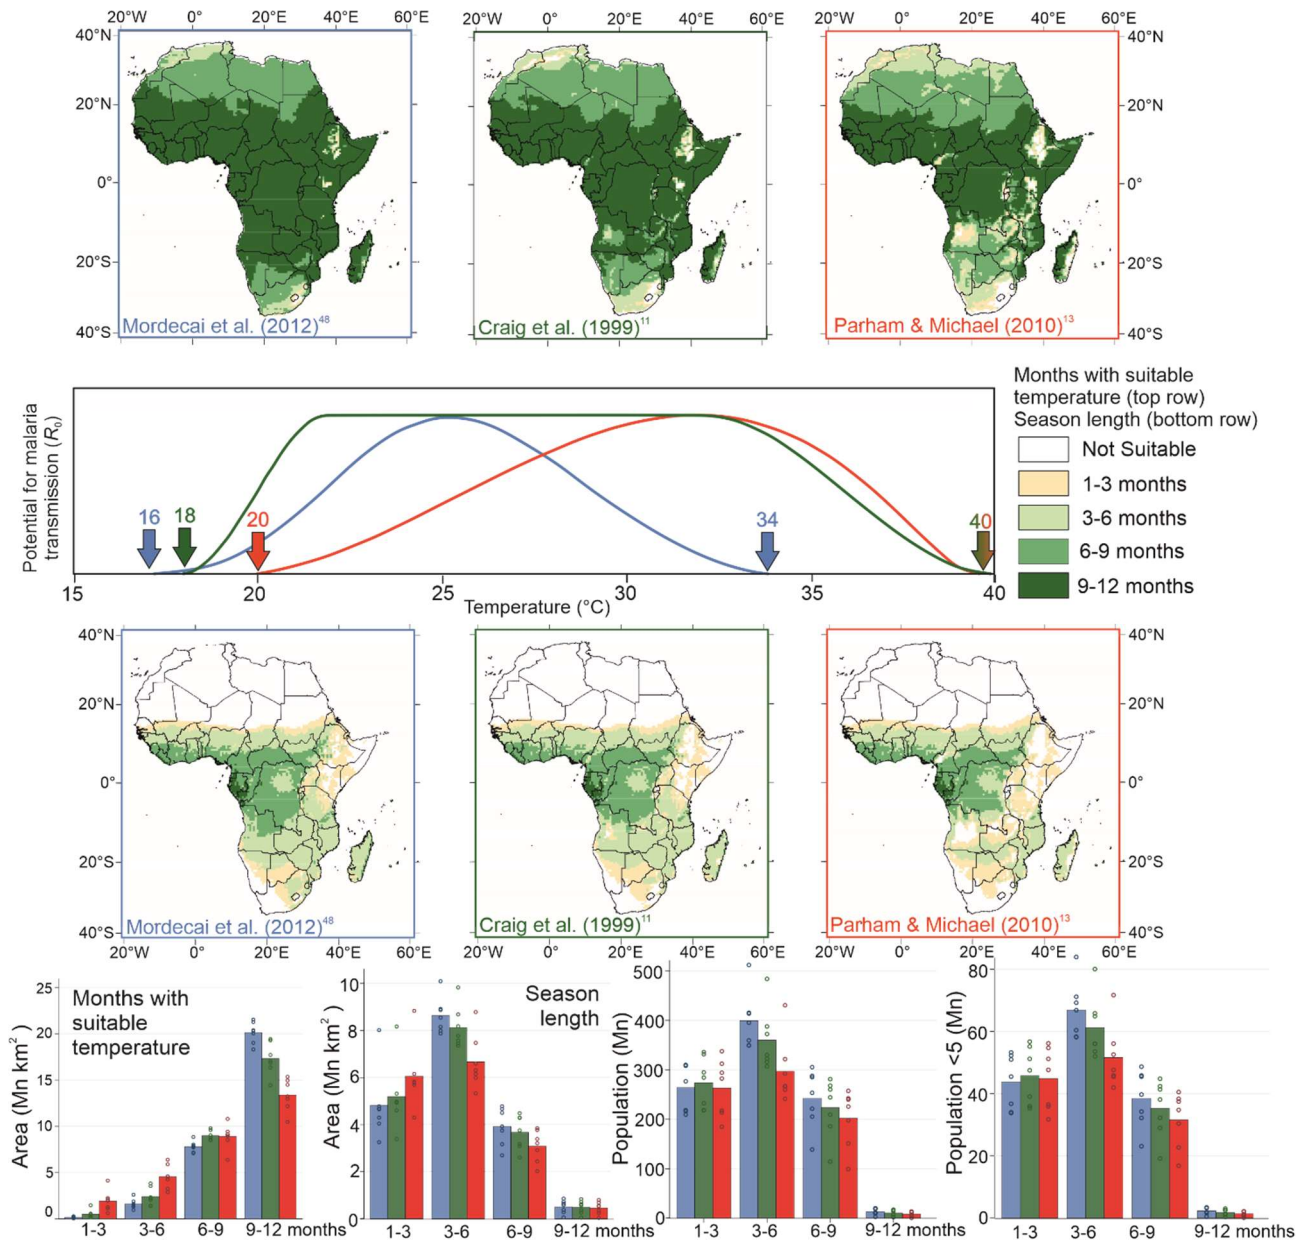 20°W 0° 20°E 40°E 60°E 20°W 0° 20°E 40°E 60°E 20°W 0° 20°E 40°E 60°E
40°N 40°N
20°N 20°N
0° 0°
20°S 20°S
40°S 40°S
Mordecai et al. (2012)48 Craig et al. (1999)11 Parham & Michael (2010)13
Potential for malaria
transmission (R0)
16 18 20 34 40
15 20 25 30 35 40
Temperature (°C)
Months with suitable
temperature (top row)
Season length (bottom row)
Not Suitable
1-3 months
3-6 months
6-9 months
9-12 months
40°N 40°N
20°N 20°N
0° 0°
20°S 20°S
40°S 40°S
Mordecai et al. (2012)48 Craig et al. (1999)11 Parham & Michael (2010)13
20°W 0° 20°E 40°E 60°E 20°W 0° 20°E 40°E 60°E 20°W 0° 20°E 40°E 60°E
Area (Mn km2)
25
20
15
10
5
0
Months with
suitable
temperature
1-3 3-6 6-9 9-12 months
Area (Mn km2)
10
8
6
4
2
0
Season
length
1-3 3-6 6-9 9-12 months
Population (Mn)
500
400
300
200
100
0
1-3 3-6 6-9 9-12 months
Population <5 (Mn)
80
60
40
20
0
1-3 3-6 6-9 9-12 months